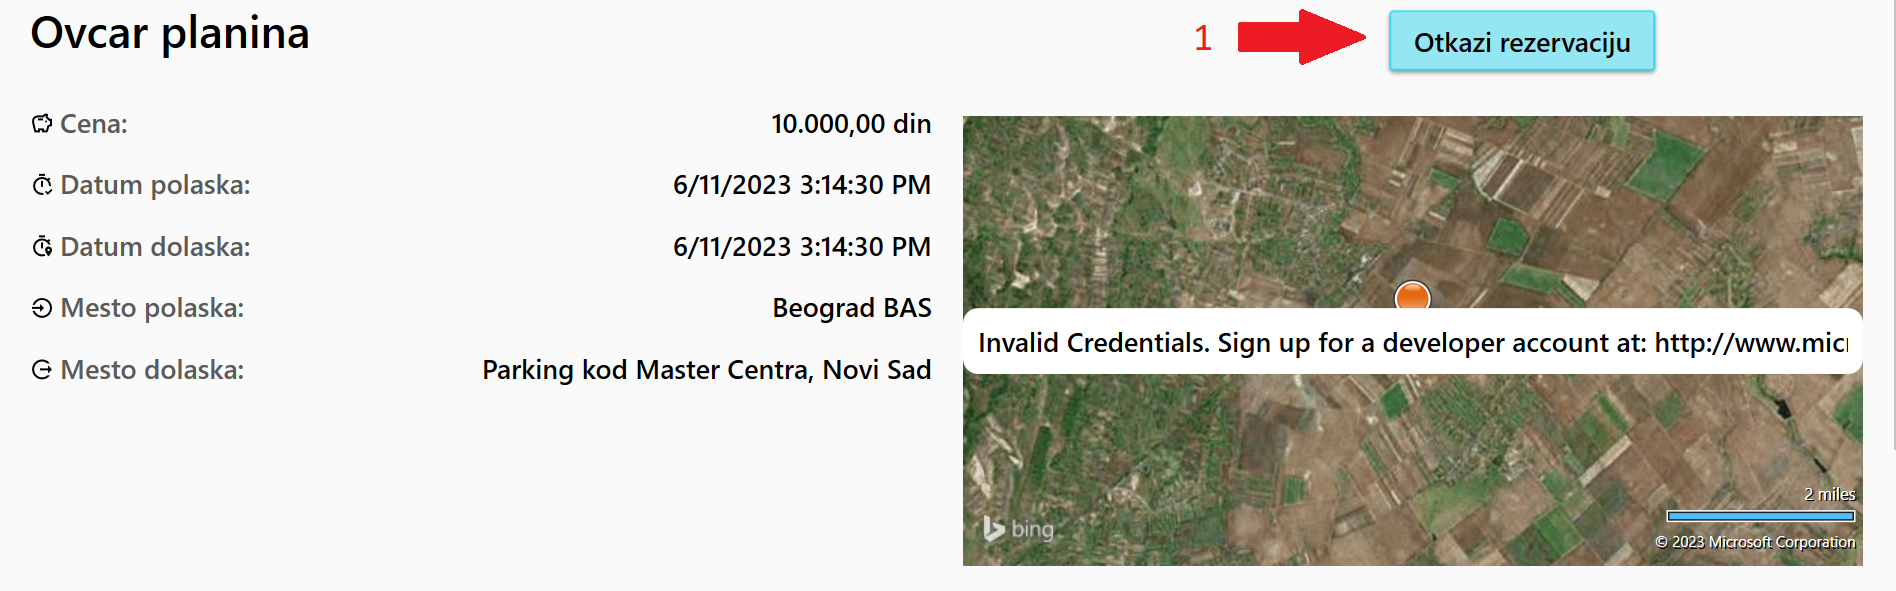 Ovcar planina
1
Otkazi rezervaciju
Cena:
10.000,00 din
Datum polaska:
6/11/2023 3:14:30 PM
Datum dolaska:
6/11/2023 3:14:30 PM
Mesto polaska:
Beograd BAS
Mesto dolaska:
Parking kod Master Centra, Novi Sad
Invalid Credentials. Sign up for a developer account at: http://www.mic
2 miles
bing
© 2023 Microsoft Corporation